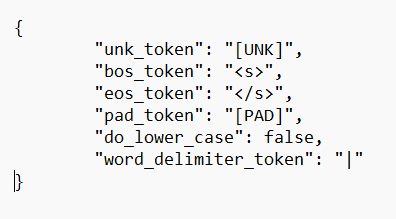 {
"unk_token": "[UNK]",
"bos_token": "<s>",
"eos_token": "</s>",
"pad_token": "[PAD]",
"do_lower_case": false,
"word_delimiter_token": "|"
}